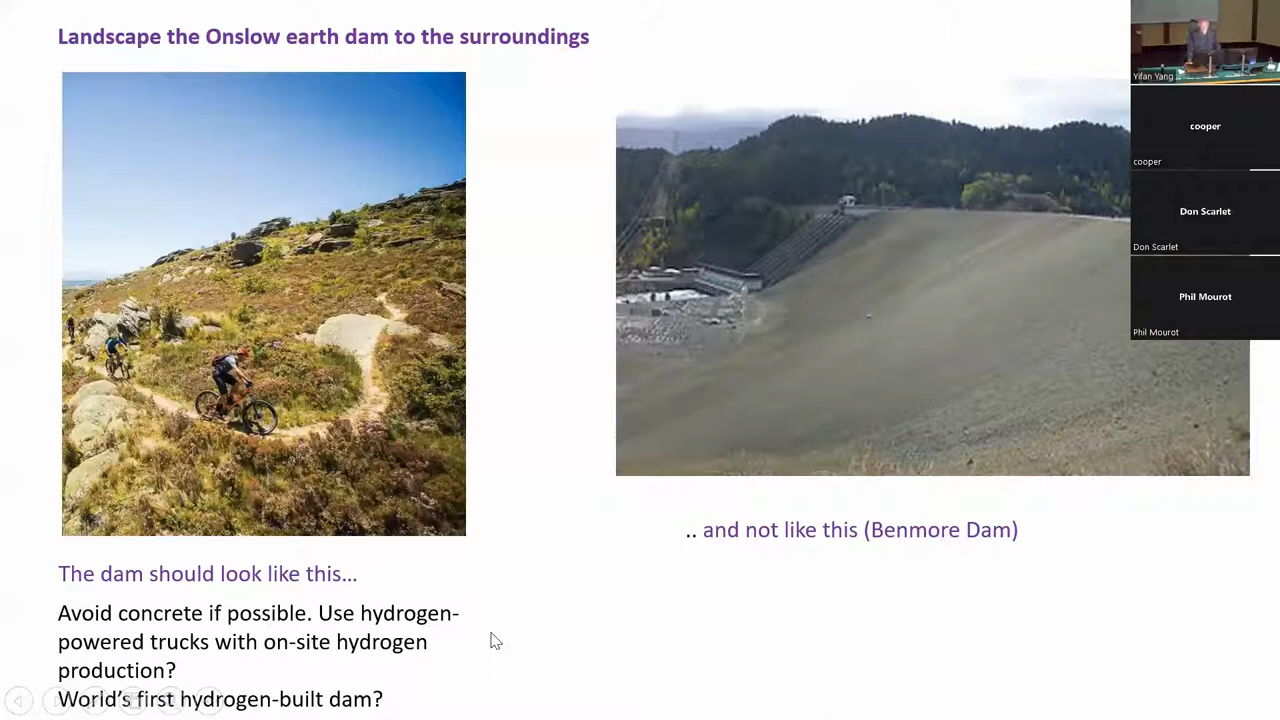 Landscape the Onslow earth dam to the surroundings
Yifan Yang
cooper
cooper
Don Scarlet
Don Scarlet
Phil Mourot
Phil Mourot
.. and not like this (Benmore Dam)
The dam should look like this…
Avoid concrete if possible. Use hydrogen-
powered trucks with on-site hydrogen
production?
World's first hydrogen-built dam?